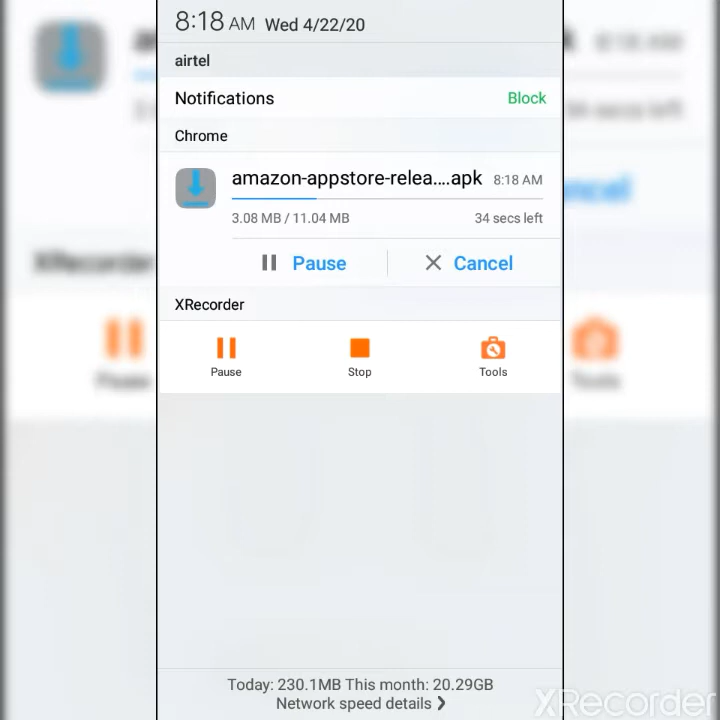 8:18 AM Wed 4/22/20
airtel
Notifications Block
Chrome
amazon-appstore-relea....apk 8:18 AM
3.08 MB / 11.04 MB 34 secs left
Pause Cancel
XRecorder
Pause Stop Tools
Today: 230.1MB This month: 20.29GB
Network speed details
XRecorder